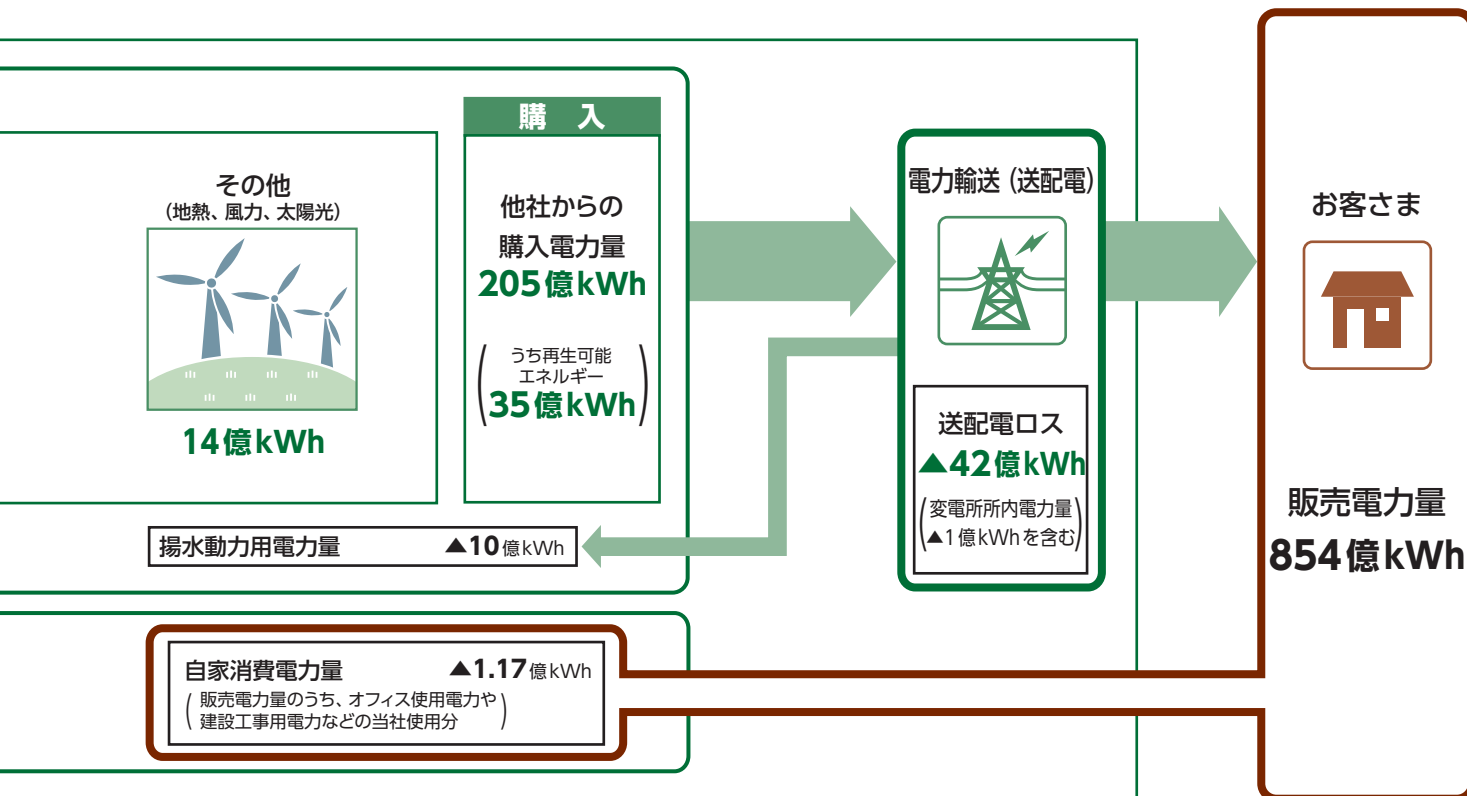 その他
(地熱、風力、太陽光)
14億kWh
購 入
他社からの
購入電力量
205億kWh
うち再生可能
エネルギー
35億kWh
揚水動力用電力量 ▲10億kWh
電力輸送(送配電)
送配電ロス
▲42億kWh
変電所所内電力量
▲1億kWhを含む
お客さま
販売電力量
854億kWh
自家消費電力量 ▲1.17億kWh
販売電力量のうち、オフィス使用電力や
建設工事用電力などの当社使用分